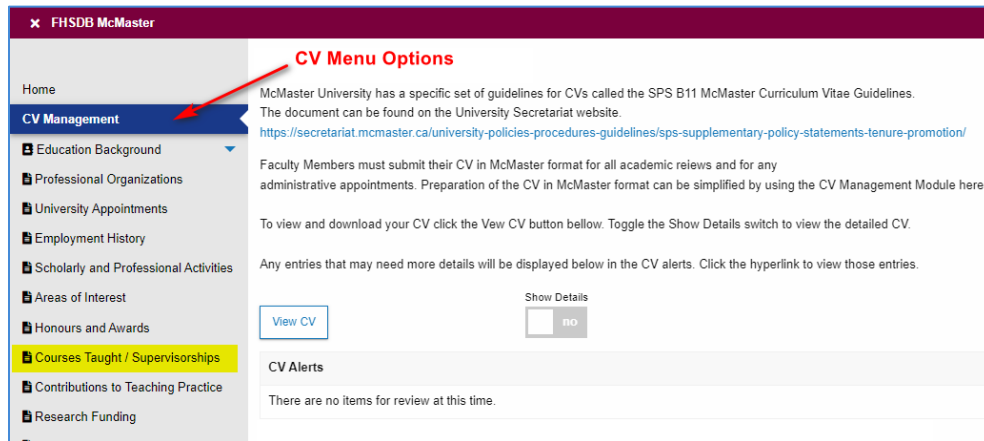 × FHSDB McMaster
CV Menu Options
Home
CV Management
Education Background
Professional Organizations
University Appointments
Employment History
Scholarly and Professional Activities
Areas of Interest
Honours and Awards
Courses Taught / Supervisorships
Contributions to Teaching Practice
Research Funding
McMaster University has a specific set of guidelines for CVs called the SPS B11 McMaster Curriculum Vitae Guidelines.
The document can be found on the University Secretariat website.
https://secretariat.mcmaster.ca/university-policies-procedures-guidelines/sps-supplementary-policy-statements-tenure-promotion/
Faculty Members must submit their CV in McMaster format for all academic reiews and for any
administrative appointments. Preparation of the CV in McMaster format can be simplified by using the CV Management Module here
To view and download your CV click the Vew CV button bellow. Toggle the Show Details switch to view the detailed CV.
Any entries that may need more details will be displayed below in the CV alerts. Click the hyperlink to view those entries.
Show Details
View CV
no
CV Alerts
There are no items for review at this time.